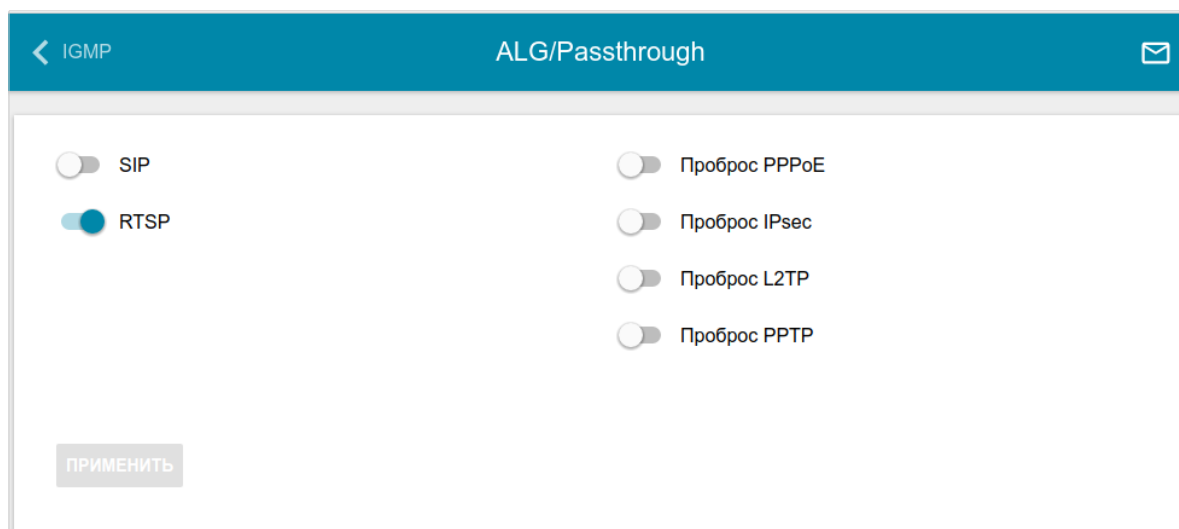 IGMP
ALG/Passthrough
SIP
RTSP
Проброс PPPoE
Проброс IPsec
Проброс L2TP
Проброс PPTP
ПРИМЕНИТЬ